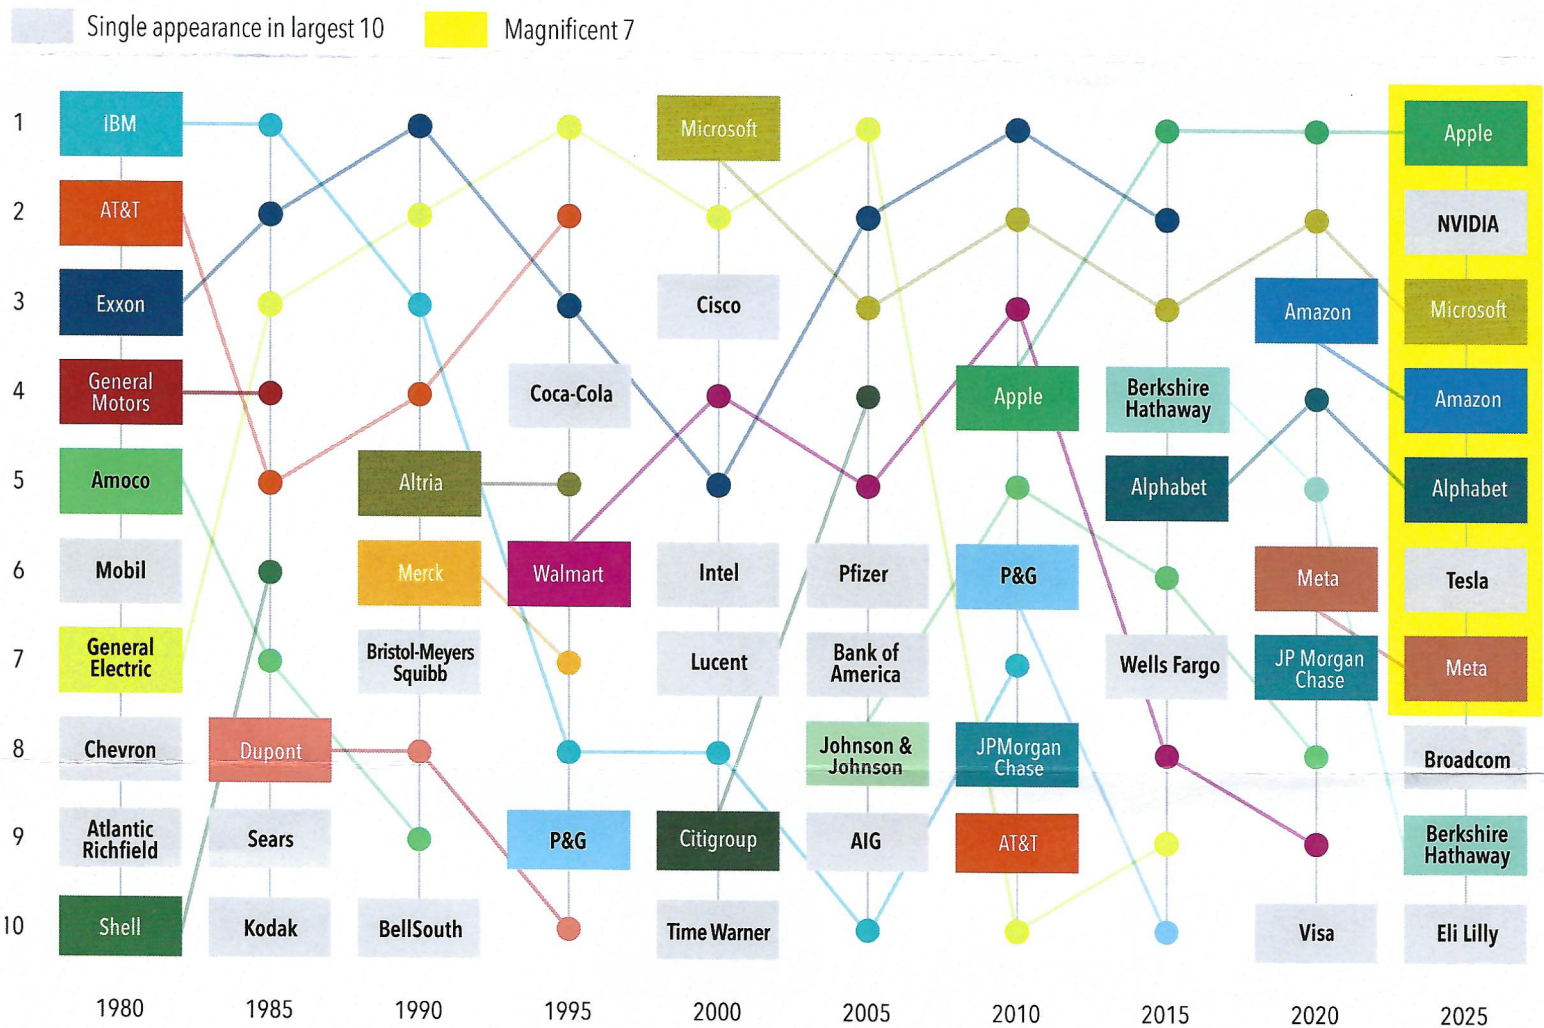 Single appearance in largest 10
Magnificent 7
1
2
3
4
5
6
7
8
9
10
IBM
AT&T
Exxon
General
Motors
Amoco
Mobil
General
Electric
Chevron
Atlantic
Richfield
Shell
1980
Dupont
Sears
Kodak
1985
Altria
Merck
Bristol-Meyers
Squibb
BellSouth
1990
Coca-Cola
Walmart
P&G
1995
Microsoft
Cisco
Intel
Lucent
Citigroup
Time Warner
2000
Pfizer
Bank of
America
Johnson &
Johnson
AIG
2005
Apple
P&G
JPMorgan
Chase
AT&T
2010
Berkshire
Hathaway
Alphabet
Wells Fargo
2015
Amazon
Meta
JP Morgan
Chase
Visa
2020
Apple
NVIDIA
Microsoft
Amazon
Alphabet
Tesla
Meta
Broadcom
Berkshire
Hathaway
Eli Lilly
2025